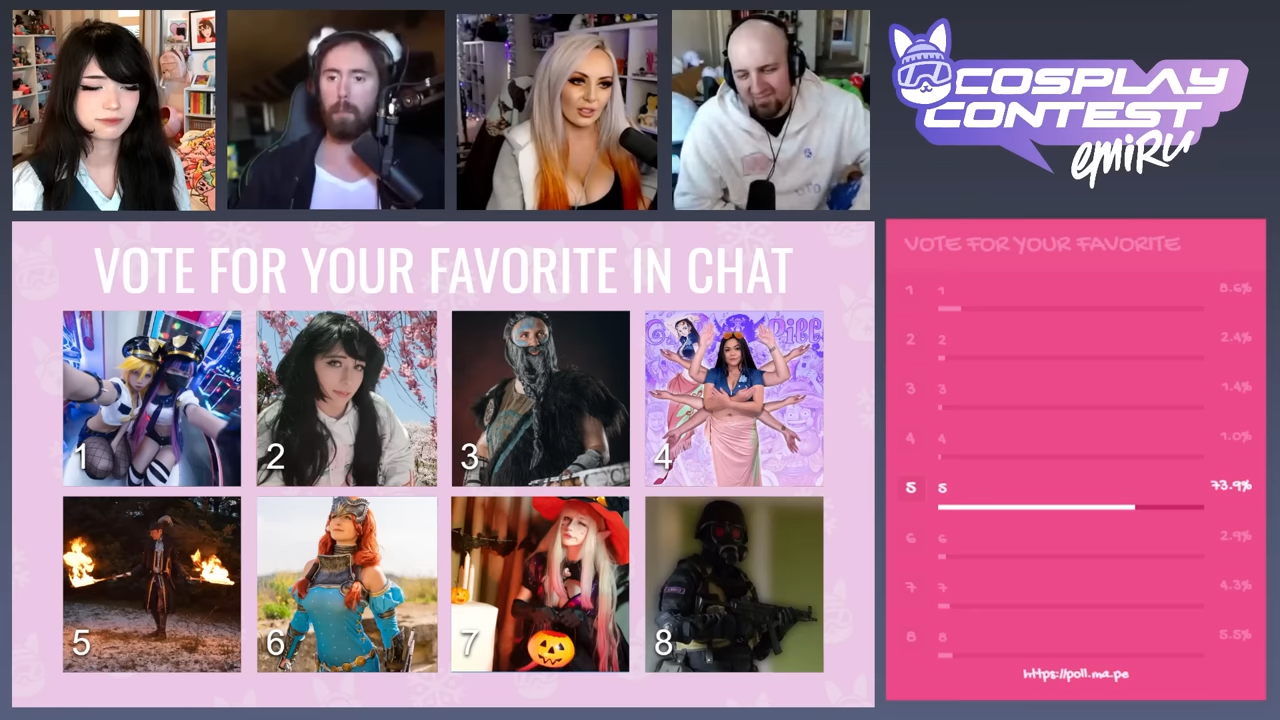 COSPLAY
CONTEST
emiru
VOTE FOR YOUR FAVORITE IN CHAT
1
2
3
4
5
6
7
8
VOTE FOR YOUR FAVORITE
1 1 8.6%
2 2 2.4%
3 3 1.4%
4 4 1.0%
5 5 73.9%
6 6 2.9%
7 7 4.3%
8 8 5.5%
https://poll.ma.pe